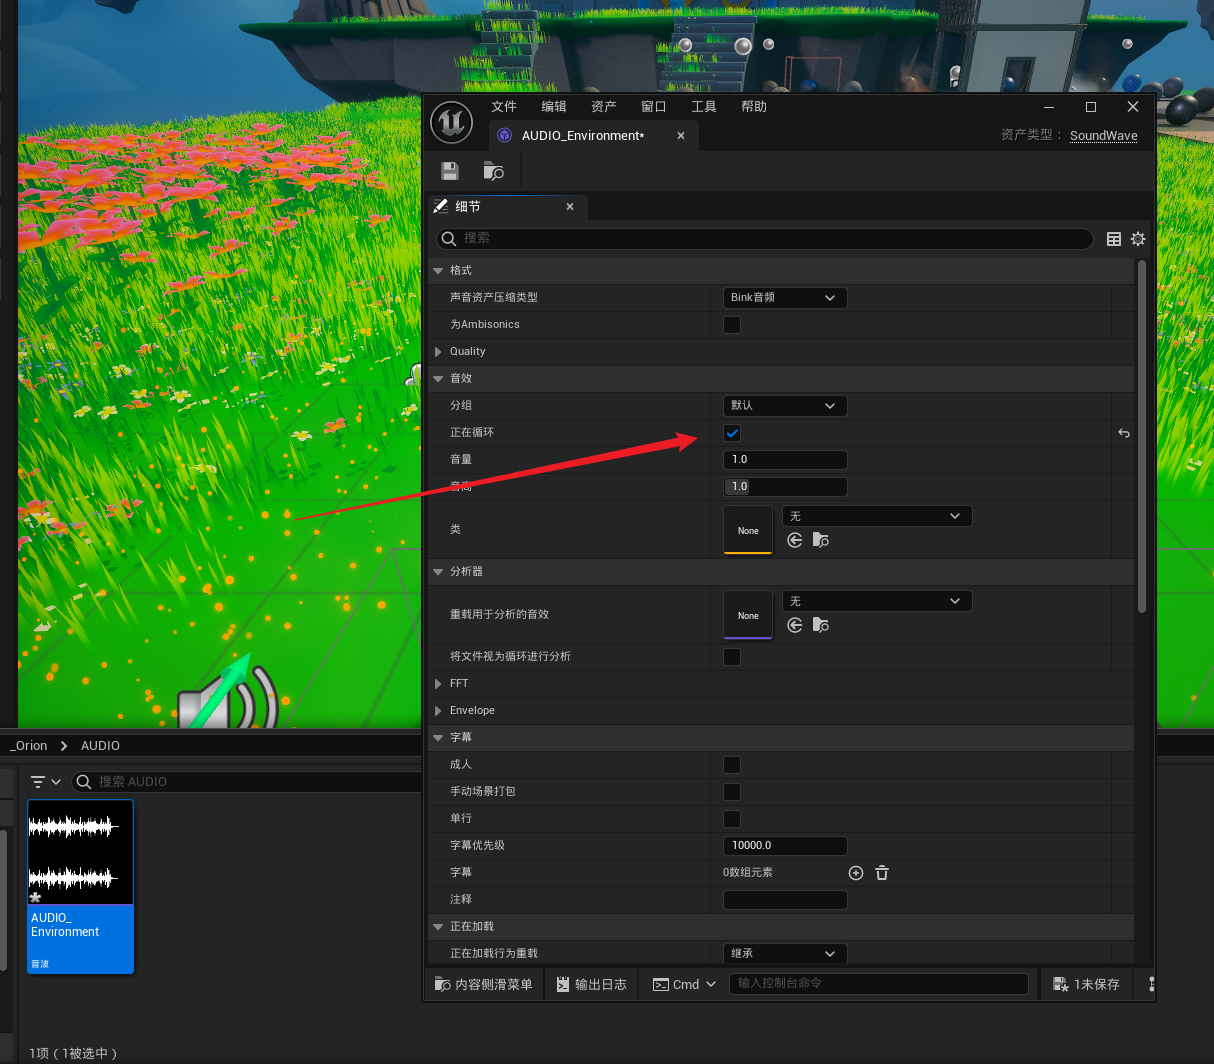 文件 编辑 资产 窗口 工具 帮助
AUDIO_Environment*
资产类型： SoundWave
细节
搜索
格式
声音资产压缩类型 Bink音频
为Ambisonics
Quality
音效
分组 默认
正在循环
音量 1.0
音高 1.0
类 None 无
分析器
重载用于分析的音效 None 无
将文件视为循环进行分析
FFT
Envelope
字幕
成人
手动场景打包
单行
字幕优先级 10000.0
字幕 0数组元素
注释
正在加载
正在加载行为重载 继承
内容侧滑菜单 输出日志 Cmd 输入控制台命令 1未保存
_Orion AUDIO
搜索 AUDIO
AUDIO_
Environment
音波
1项（1被选中）